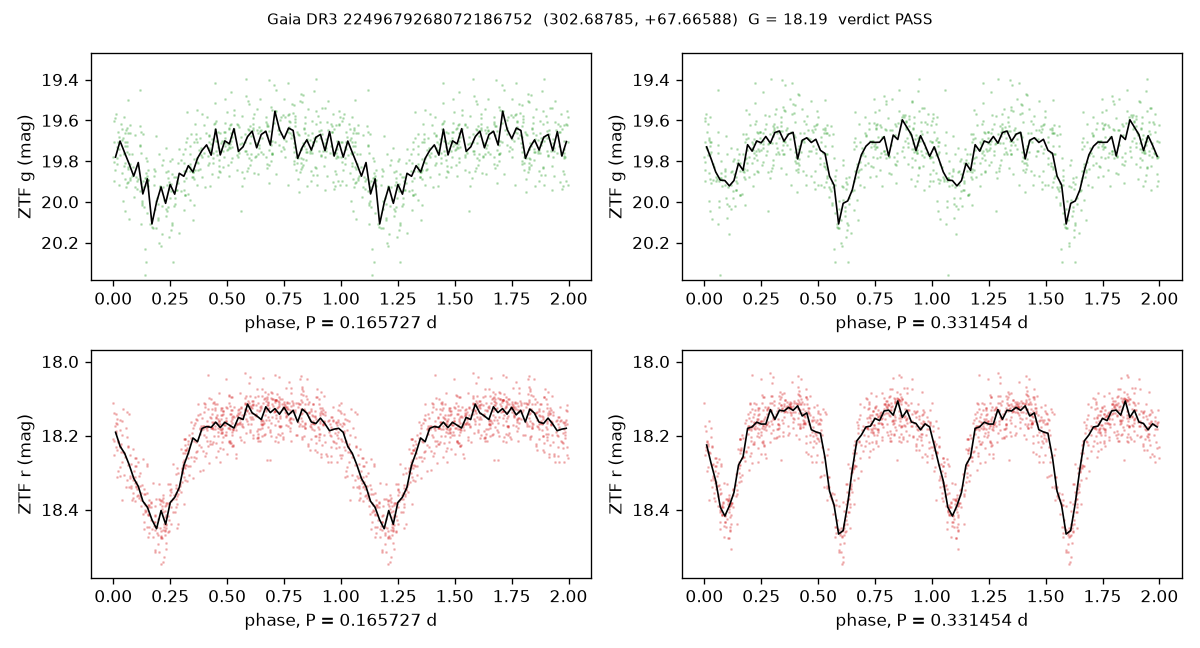 Gaia DR3 2249679268072186752 (302.68785, +67.66588) G = 18.19 verdict PASS
ZTF g (mag)
19.4
19.6
19.8
20.0
20.2
0.00 0.25 0.50 0.75 1.00 1.25 1.50 1.75 2.00
phase, P = 0.165727 d
ZTF g (mag)
19.4
19.6
19.8
20.0
20.2
0.00 0.25 0.50 0.75 1.00 1.25 1.50 1.75 2.00
phase, P = 0.331454 d
ZTF r (mag)
18.0
18.2
18.4
0.00 0.25 0.50 0.75 1.00 1.25 1.50 1.75 2.00
phase, P = 0.165727 d
ZTF r (mag)
18.0
18.2
18.4
0.00 0.25 0.50 0.75 1.00 1.25 1.50 1.75 2.00
phase, P = 0.331454 d